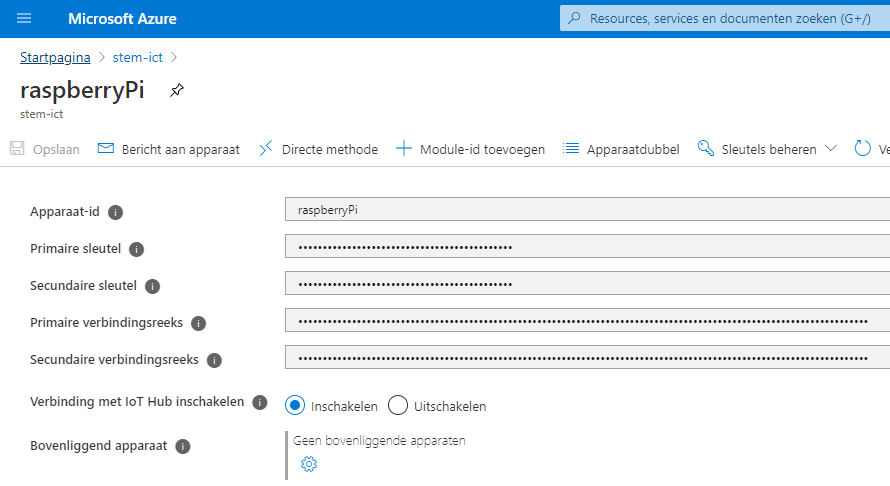 Microsoft Azure
Resources, services en documenten zoeken (G+/)
Startpagina > stem-ict >
raspberryPi
stem-ict
Opslaan Bericht aan apparaat Directe methode Module-id toevoegen Apparaatdubbel Sleutels beheren Ve
Apparaat-id raspberryPi
Primaire sleutel ••••••••••••••••••••••••••••••••••••••••••••
Secundaire sleutel ••••••••••••••••••••••••••••••••••••••••••••
Primaire verbindingsreeks
Secundaire verbindingsreeks
Verbinding met IoT Hub inschakelen Inschakelen Uitschakelen
Bovenliggend apparaat Geen bovenliggende apparaten